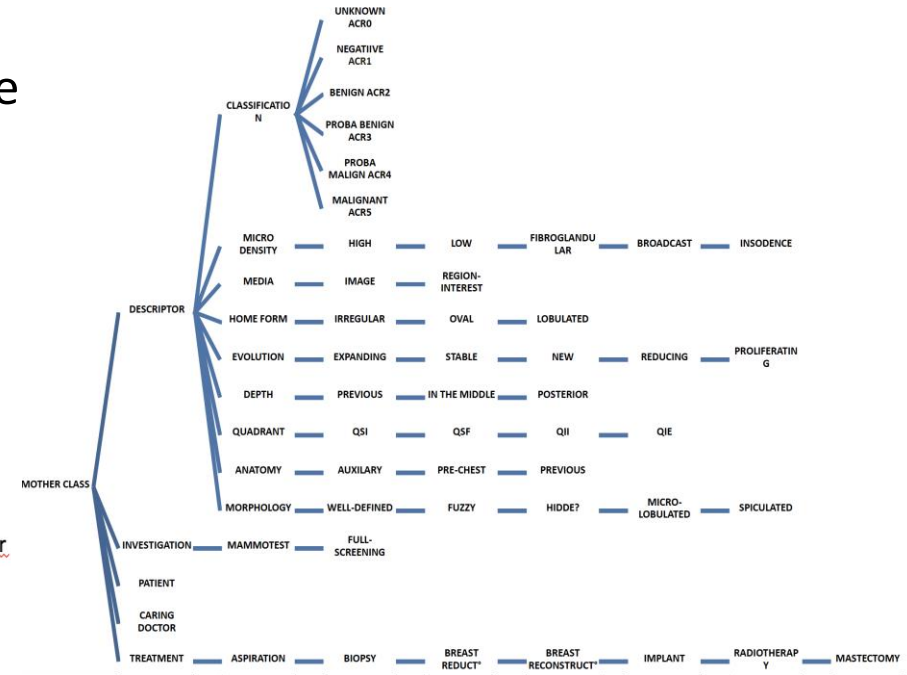 UNKNOWN
ACR0
NEGATIIVE
ACR1
e
BENIGN ACR2
CLASSIFICATIO
N
PROBA BENIGN
ACR3
PROBA
MALIGN ACR4
MALIGNANT
ACR5
MICRO
DENSITY
HIGH
LOW
FIBROGLANDU
LAR
BROADCAST
INSODENCE
MEDIA
IMAGE
REGION-
INTEREST
DESCRIPTOR
HOME FORM
IRREGULAR
OVAL
LOBULATED
EVOLUTION
EXPANDING
STABLE
NEW
REDUCING
PROLIFERATIN
G
DEPTH
PREVIOUS
IN THE MIDDLE
POSTERIOR
QUADRANT
QSI
QSF
QII
QIE
ANATOMY
AUXILARY
PRE-CHEST
PREVIOUS
MOTHER CLASS
MORPHOLOGY
WELL-DEFINED
FUZZY
HIDDE?
MICRO-
LOBULATED
SPICULATED
r
INVESTIGATION
MAMMOTEST
FULL-
SCREENING
PATIENT
CARING
DOCTOR
TREATMENT
ASPIRATION
BIOPSY
BREAST
REDUCT°
BREAST
RECONSTRUCT°
IMPLANT
RADIOTHERAP
Y
MASTECTOMY